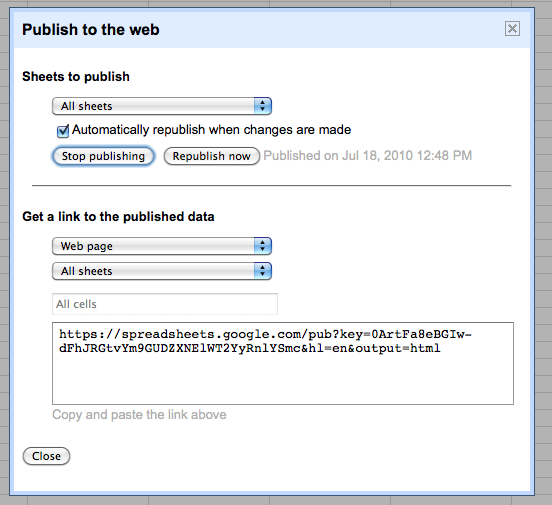 Publish to the web
Sheets to publish
All sheets
Automatically republish when changes are made
Stop publishing Republish now Published on Jul 18, 2010 12:48 PM
Get a link to the published data
Web page
All sheets
All cells
https://spreadsheets.google.com/pub?key=0ArtFa8eBGIw-
dFhJRGtvYm9GUDZXNElWT2YyRnlYSmc&hl=en&output=html
Copy and paste the link above
Close